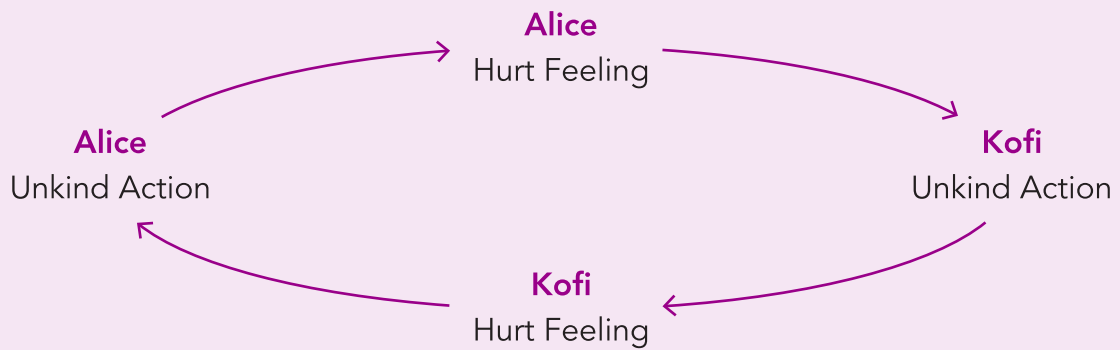 Alice
Hurt Feeling
Alice
Unkind Action
Kofi
Unkind Action
Kofi
Hurt Feeling